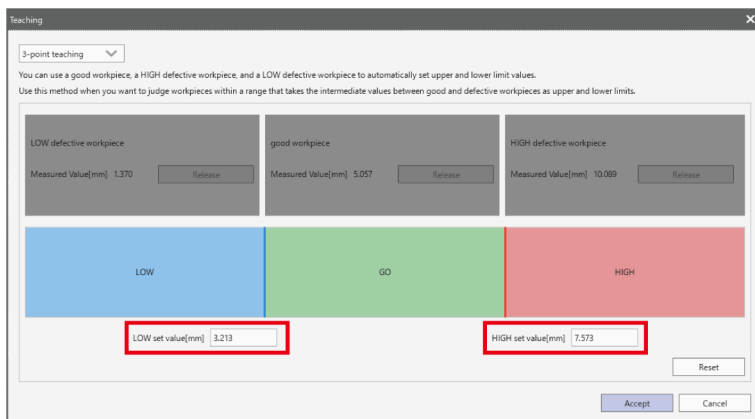 Teaching
3-point teaching
You can use a good workpiece, a HIGH defective workpiece, and a LOW defective workpiece to automatically set upper and lower limit values.
Use this method when you want to judge workpieces within a range that takes the intermediate values between good and defective workpieces as upper and lower limits.
LOW defective workpiece
Measured Value[mm] 1.370 Release
good workpiece
Measured Value[mm] 5.057 Release
HIGH defective workpiece
Measured Value[mm] 10.089 Release
LOW GO HIGH
LOW set value[mm] 3.213 HIGH set value[mm] 7.573
Reset
Accept Cancel